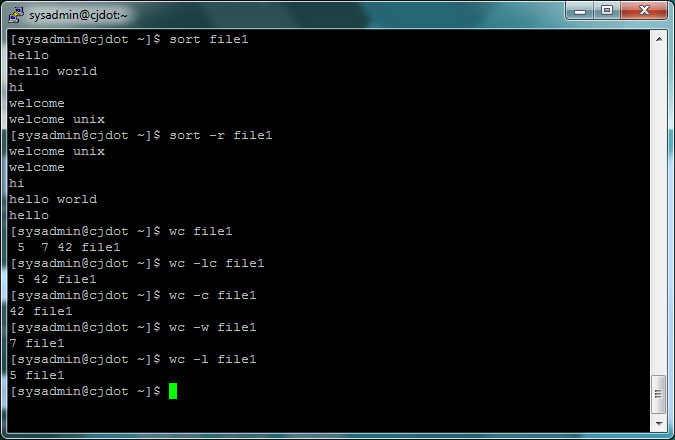 sysadmin@cjdot:~
[sysadmin@cjdot ~]$ sort file1
hello
hello world
hi
welcome
welcome unix
[sysadmin@cjdot ~]$ sort -r file1
welcome unix
welcome
hi
hello world
hello
[sysadmin@cjdot ~]$ wc file1
 5  7 42 file1
[sysadmin@cjdot ~]$ wc -lc file1
 5 42 file1
[sysadmin@cjdot ~]$ wc -c file1
42 file1
[sysadmin@cjdot ~]$ wc -w file1
7 file1
[sysadmin@cjdot ~]$ wc -l file1
5 file1
[sysadmin@cjdot ~]$